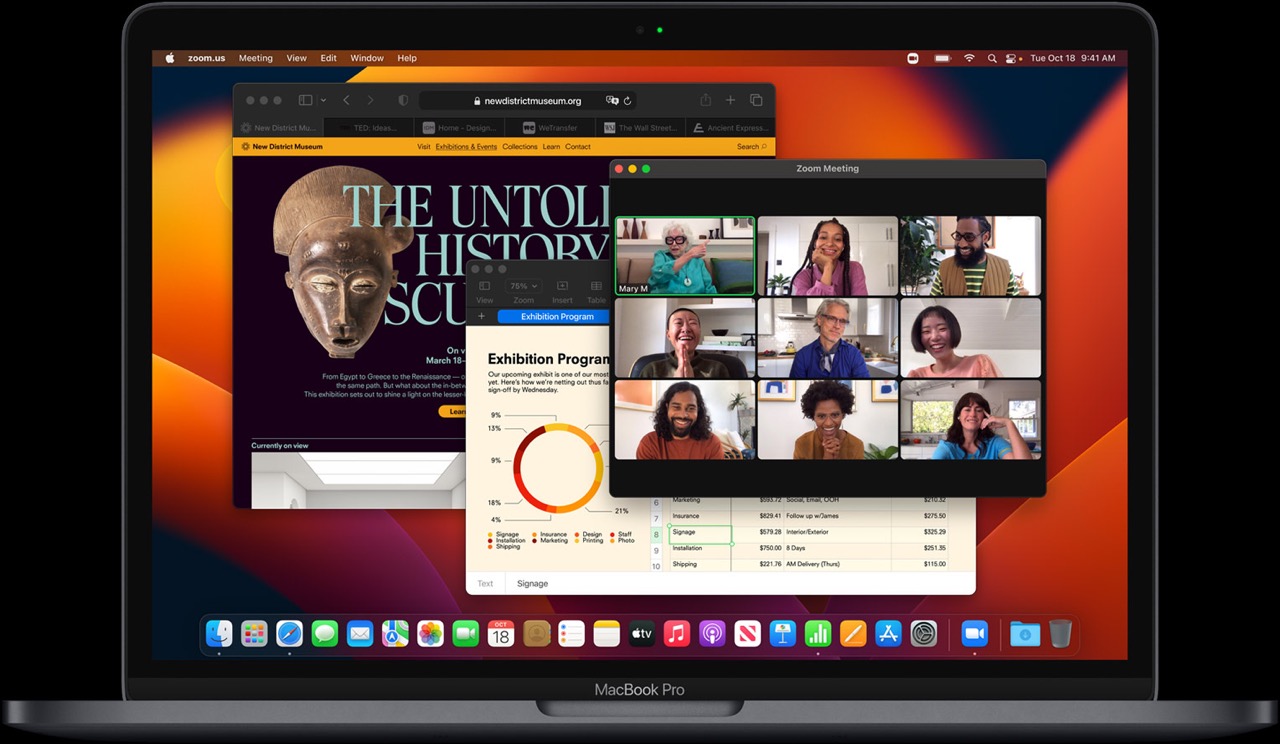 zoom.us Meeting View Edit Window Help
Tue Oct 18 9:41 AM
newdistrictmuseum.org
New District Mu... TED: Ideas... Home - Design... WeTransfer The Wall Street... Ancient Express...
New District Museum Visit Exhibitions & Events Collections Learn Contact Search
THE UNTOL
HISTORY
SCU
On v
March 18–
From Egypt to Greece to the Renaissance — o
the same path. But what about the in-betw
This exhibition sets out to shine a light on the lesser-
Lear
Currently on view
75%
View Zoom Insert Table
Exhibition Program
Exhibition Program
Our upcoming exhibit is one of our most
yet. Here's how we're netting out thus fa
sign-off by Wednesday.
9%
13%
9%
18%
4%
21%
Signage Insurance Design Staff
Installation Marketing Printing Photo
Shipping
6 Marketing $593.72 Social, Email, OOH $210.32
7 Insurance $829.41 Follow up w/James $275.50
8 Signage $579.28 Interior/Exterior $325.29
9 Installation $750.00 8 Days $251.35
10 Shipping $221.76 AM Delivery (Thurs) $115.00
Text Signage
Zoom Meeting
Mary M
OCT
18
tv
MacBook Pro